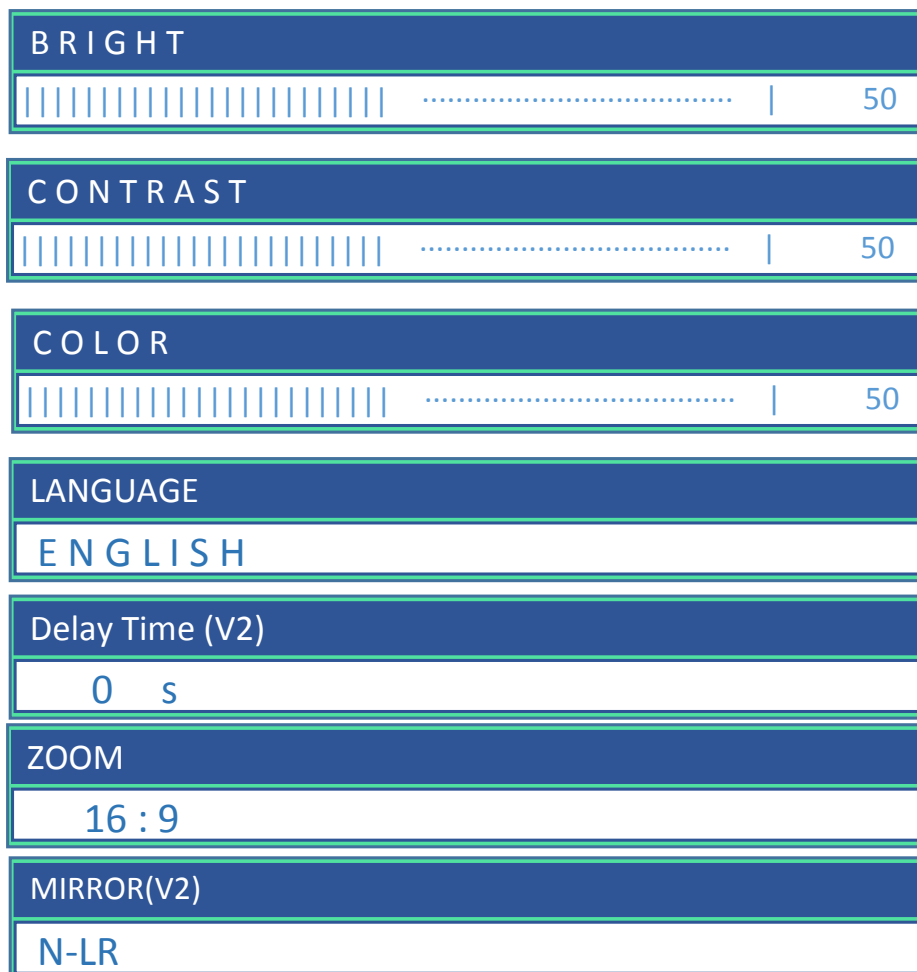 BRIGHT
|||||||||||||||||||||||| ..................................... | 50
CONTRAST
|||||||||||||||||||||||| ..................................... | 50
COLOR
|||||||||||||||||||||||| ..................................... | 50
LANGUAGE
ENGLISH
Delay Time (V2)
0 s
ZOOM
16 : 9
MIRROR(V2)
N-LR